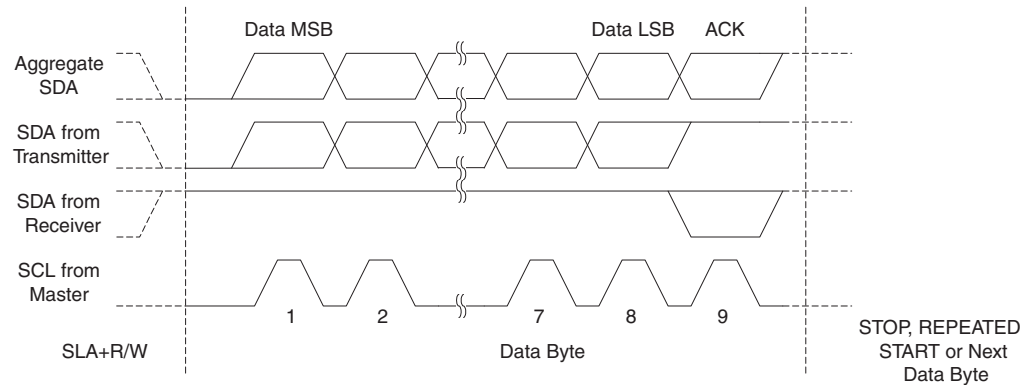 Data MSB
Data LSB
ACK
Aggregate
SDA
SDA from
Transmitter
SDA from
Receiver
SCL from
Master
1
2
7
8
9
SLA+R/W
Data Byte
STOP, REPEATED
START or Next
Data Byte